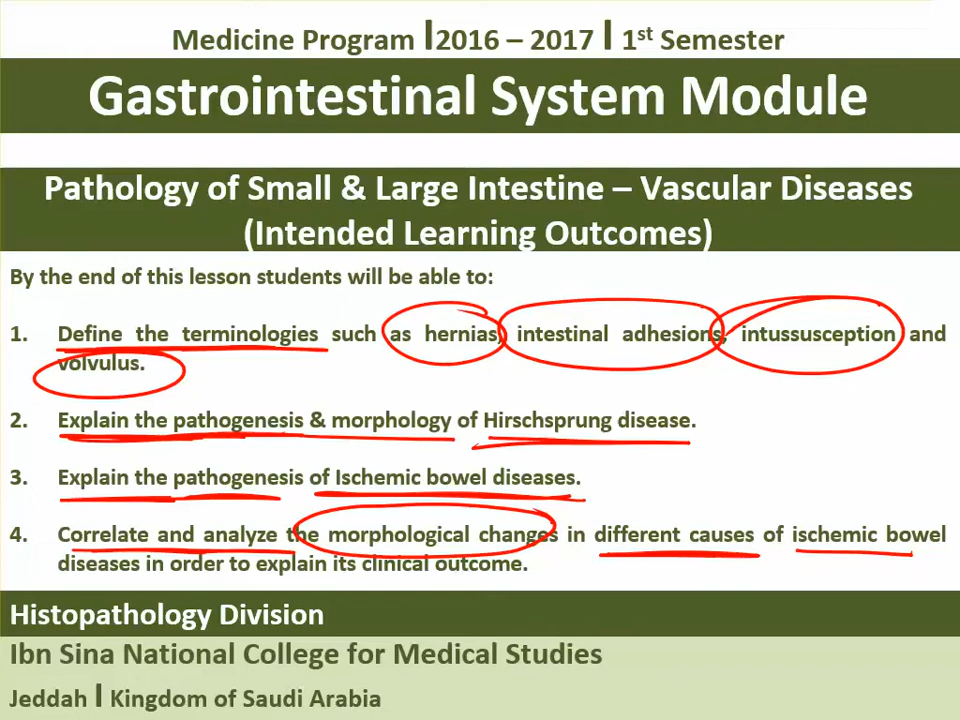 Medicine Program |2016 – 2017 | 1st Semester
Gastrointestinal System Module
Pathology of Small & Large Intestine – Vascular Diseases
(Intended Learning Outcomes)
By the end of this lesson students will be able to:
1. Define the terminologies such as hernias, intestinal adhesions, intussusception and
volvulus.
2. Explain the pathogenesis & morphology of Hirschsprung disease.
3. Explain the pathogenesis of Ischemic bowel diseases.
4. Correlate and analyze the morphological changes in different causes of ischemic bowel
diseases in order to explain its clinical outcome.
Histopathology Division
Ibn Sina National College for Medical Studies
Jeddah | Kingdom of Saudi Arabia